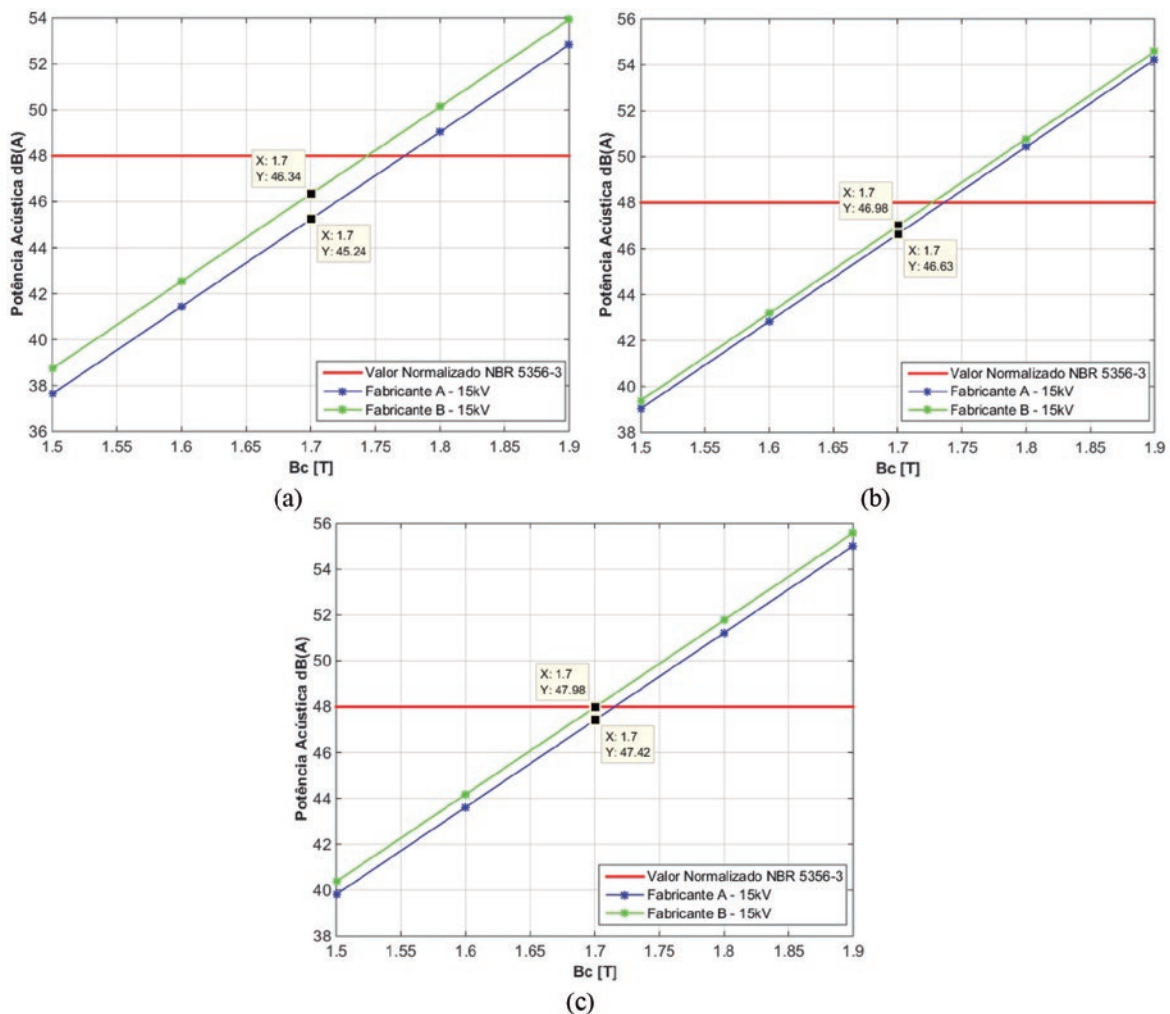 54
52
50
48
46
44
42
40
38
36
Potência Acústica dB(A)
X: 1.7
Y: 46.34
X: 1.7
Y: 45.24
Valor Normalizado NBR 5356-3
Fabricante A - 15kV
Fabricante B - 15kV
1.5 1.55 1.6 1.65 1.7 1.75 1.8 1.85 1.9
Bc [T]
(a)
56
54
52
50
48
46
44
42
40
38
Potência Acústica dB(A)
X: 1.7
Y: 46.98
X: 1.7
Y: 46.63
Valor Normalizado NBR 5356-3
Fabricante A - 15kV
Fabricante B - 15kV
1.5 1.55 1.6 1.65 1.7 1.75 1.8 1.85 1.9
Bc [T]
(b)
56
54
52
50
48
46
44
42
40
38
Potência Acústica dB(A)
X: 1.7
Y: 47.98
X: 1.7
Y: 47.42
Valor Normalizado NBR 5356-3
Fabricante A - 15kV
Fabricante B - 15kV
1.5 1.55 1.6 1.65 1.7 1.75 1.8 1.85 1.9
Bc [T]
(c)